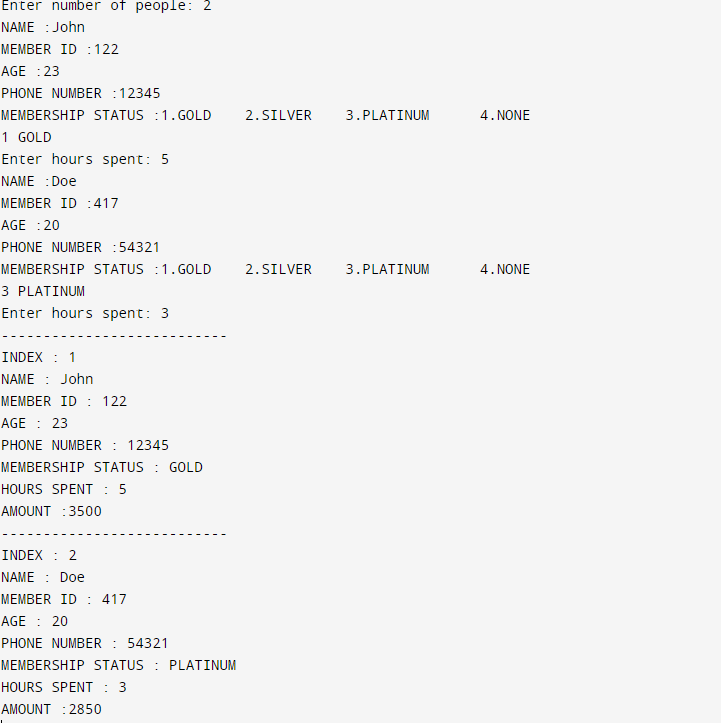 Enter number of people: 2
NAME :John
MEMBER ID :122
AGE :23
PHONE NUMBER :12345
MEMBERSHIP STATUS :1.GOLD    2.SILVER    3.PLATINUM      4.NONE
1 GOLD
Enter hours spent: 5
NAME :Doe
MEMBER ID :417
AGE :20
PHONE NUMBER :54321
MEMBERSHIP STATUS :1.GOLD    2.SILVER    3.PLATINUM      4.NONE
3 PLATINUM
Enter hours spent: 3
---------------------------
INDEX : 1
NAME : John
MEMBER ID : 122
AGE : 23
PHONE NUMBER : 12345
MEMBERSHIP STATUS : GOLD
HOURS SPENT : 5
AMOUNT :3500
---------------------------
INDEX : 2
NAME : Doe
MEMBER ID : 417
AGE : 20
PHONE NUMBER : 54321
MEMBERSHIP STATUS : PLATINUM
HOURS SPENT : 3
AMOUNT :2850